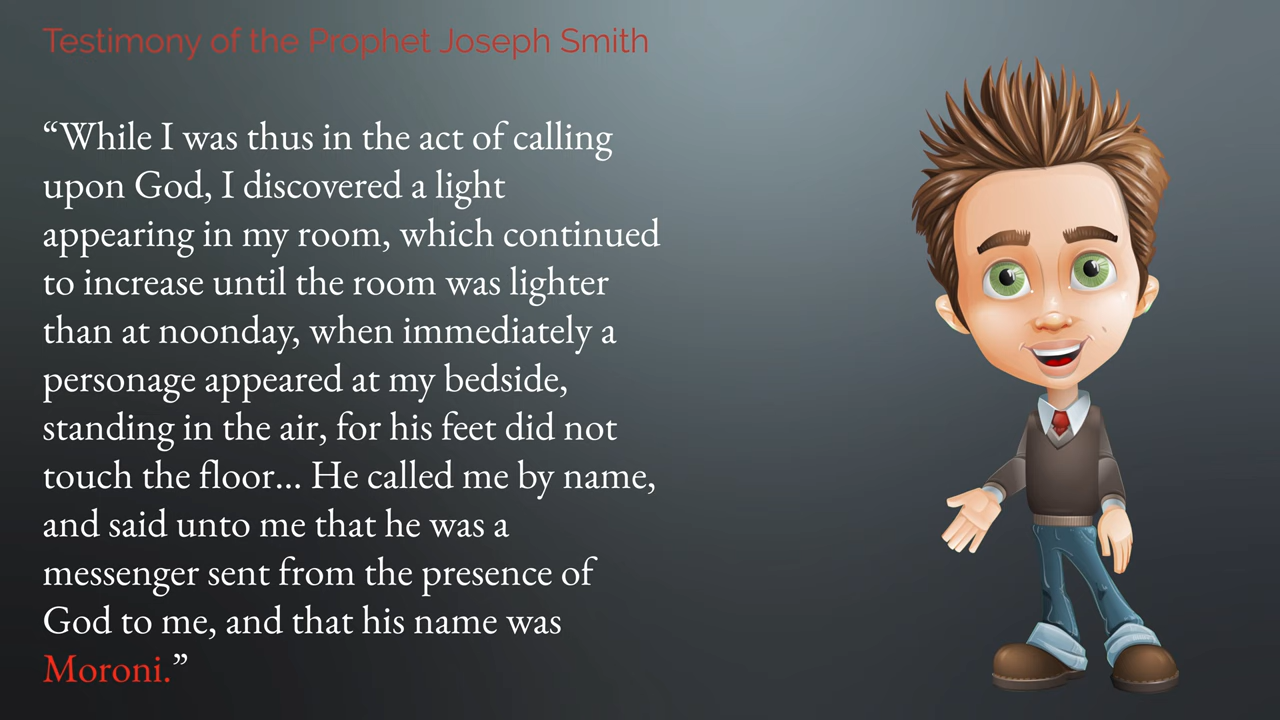 Testimony of the Prophet Joseph Smith
“While I was thus in the act of calling
upon God, I discovered a light
appearing in my room, which continued
to increase until the room was lighter
than at noonday, when immediately a
personage appeared at my bedside,
standing in the air, for his feet did not
touch the floor... He called me by name,
and said unto me that he was a
messenger sent from the presence of
God to me, and that his name was
Moroni.”